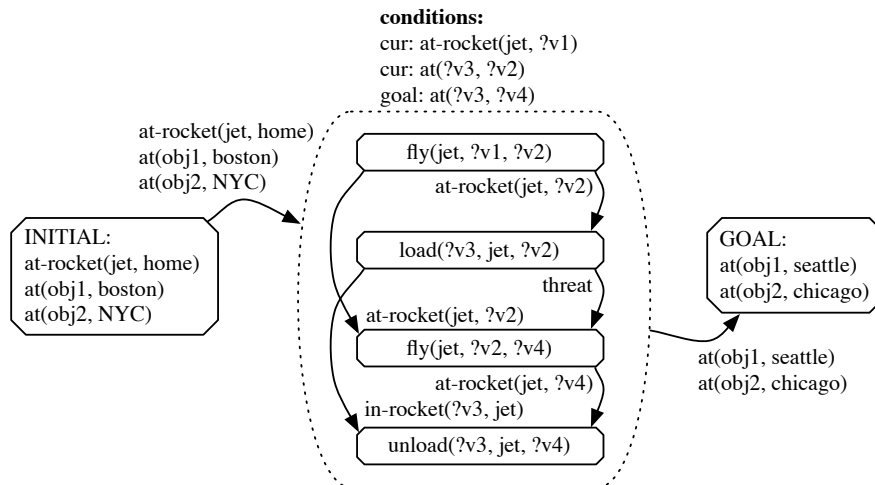 conditions:
cur: at-rocket(jet, ?v1)
cur: at(?v3, ?v2)
goal: at(?v3, ?v4)
at-rocket(jet, home)
at(obj1, boston)
at(obj2, NYC)
INITIAL:
at-rocket(jet, home)
at(obj1, boston)
at(obj2, NYC)
fly(jet, ?v1, ?v2)
at-rocket(jet, ?v2)
load(?v3, jet, ?v2)
threat
at-rocket(jet, ?v2)
fly(jet, ?v2, ?v4)
at-rocket(jet, ?v4)
in-rocket(?v3, jet)
unload(?v3, jet, ?v4)
GOAL:
at(obj1, seattle)
at(obj2, chicago)
at(obj1, seattle)
at(obj2, chicago)